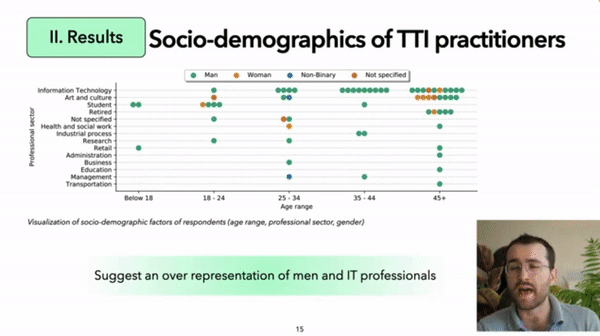 II. Results
Socio-demographics of TTI practitioners
Man Woman Non-Binary Not specified
Professional sector
Information Technology
Art and culture
Student
Retired
Not specified
Health and social work
Industrial process
Research
Retail
Administration
Business
Education
Management
Transportation
Below 18 18 - 24 25 - 34 35 - 44 45+
Age range
Visualization of socio-demographic factors of respondents (age range, professional sector, gender)
Suggest an over representation of men and IT professionals
15